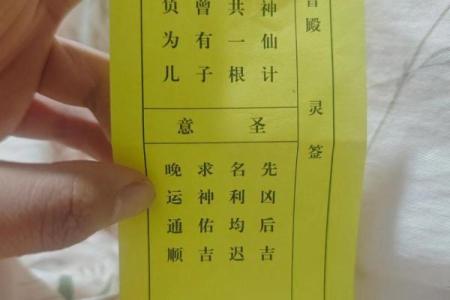 殿灵签
神仙计
共一根
曾有子
为儿
圣意
先凶后吉
名利均迟
求神佑吉
晚运通顺